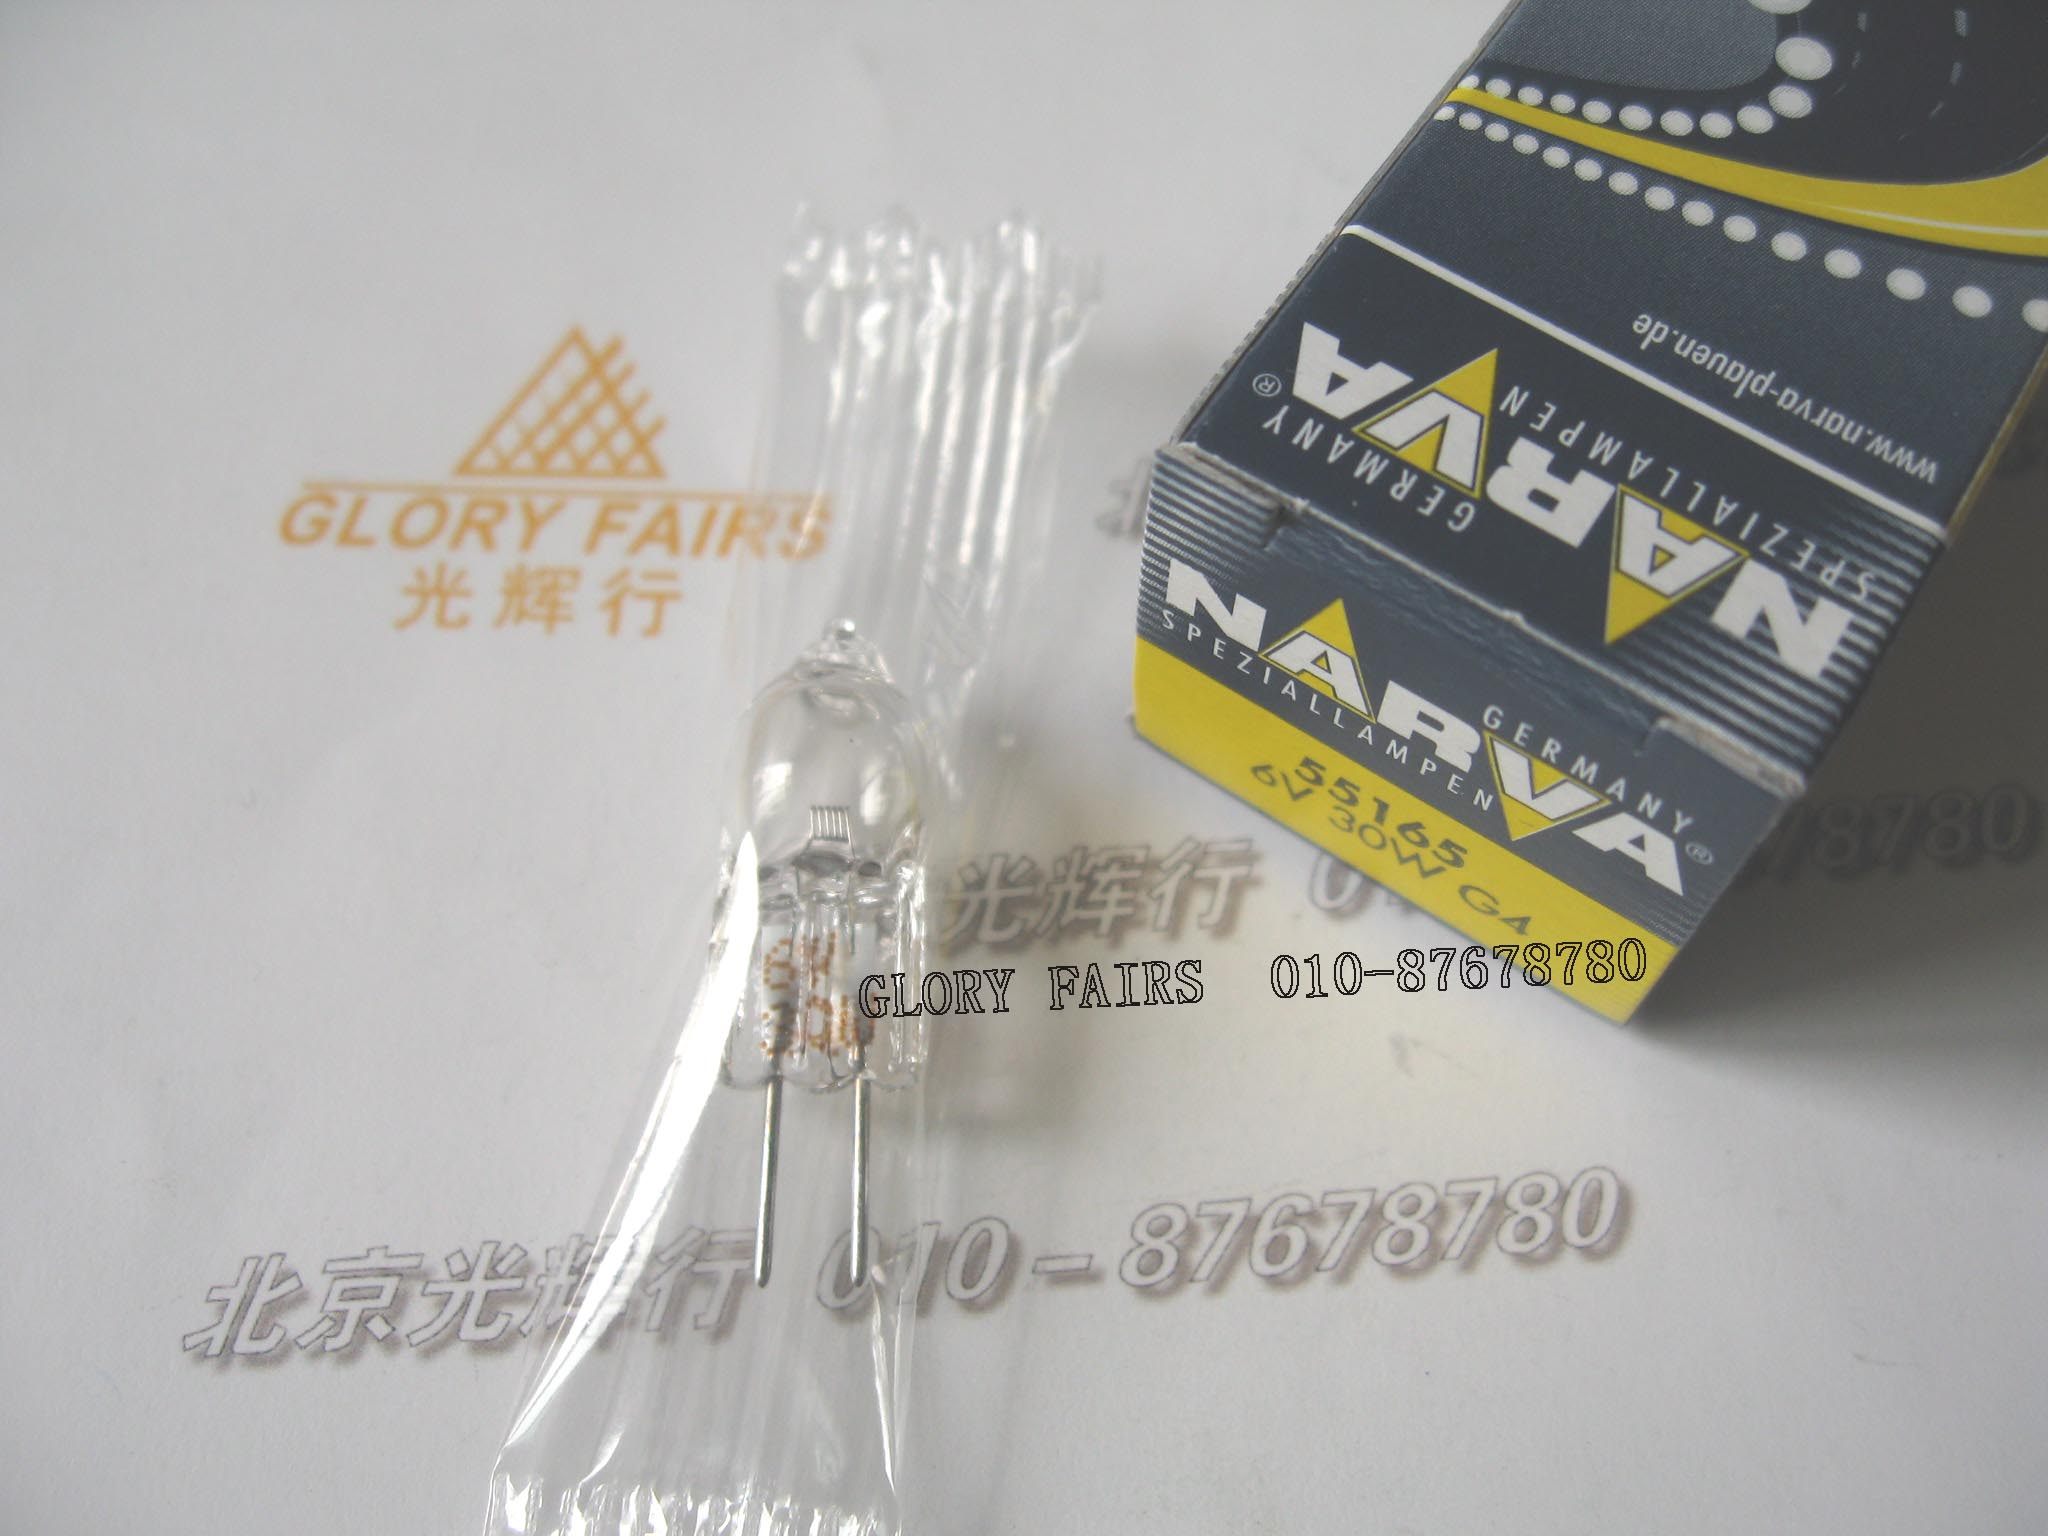 GLORY FAIRS
光辉行
www.narva-plauen.de
NARVA®
SPEZIALLAMPEN
GERMANY
NARVA®
SPEZIALLAMPEN
GERMANY
55165
6V 30W G4
光辉行
78780
GLORY FAIRS 010-87678780
北京光辉行 010-87678780